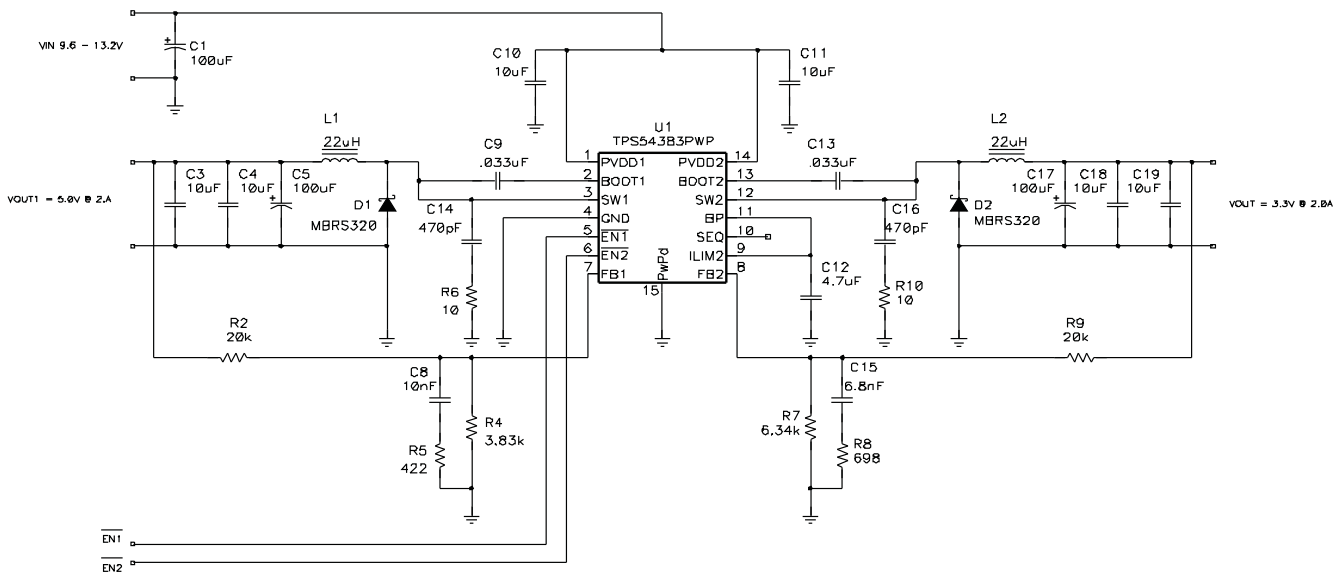 VIN 9.6 - 13.2V
C1
100uF
C10
10uF
C11
10uF
L1
22uH
C9
.033uF
U1
TPS54383PWP
C13
.033uF
L2
22uH
1
PVDD1
PVDD2
14
2
BOOT1
BOOT2
13
3
SW1
SW2
12
4
GND
BP
11
5
EN1
SEQ
10
6
EN2
ILIM2
9
7
FB1
FB2
8
PwPd
15
C3
10uF
C4
10uF
C5
100uF
VOUT1 = 5.0V @ 2.A
D1
MBRS320
C14
470pF
R6
10
C12
4.7uF
C16
470pF
R10
10
D2
MBRS320
C17
100uF
C18
10uF
C19
10uF
VOUT = 3.3V @ 2.0A
R2
20k
C8
10nF
R5
422
R4
3.83k
R7
6.34k
C15
6.8nF
R8
698
R9
20k
EN1
EN2